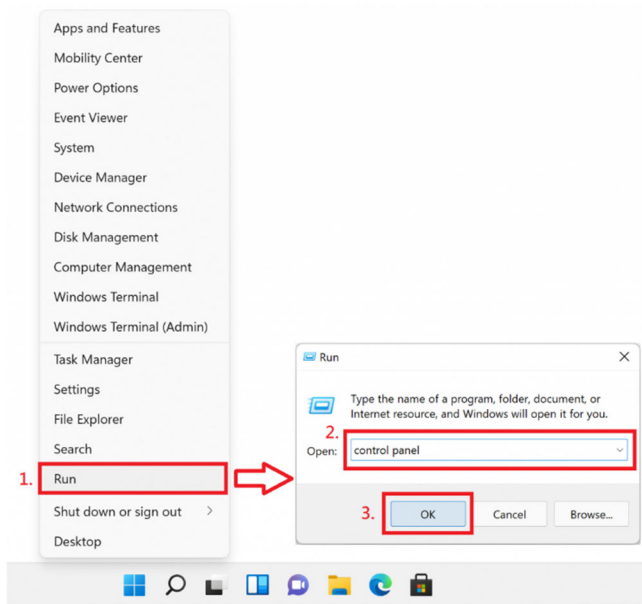 Apps and Features
Mobility Center
Power Options
Event Viewer
System
Device Manager
Network Connections
Disk Management
Computer Management
Windows Terminal
Windows Terminal (Admin)
Task Manager
Settings
File Explorer
Search
1. Run
Shut down or sign out
Desktop
Run
Type the name of a program, folder, document, or
Internet resource, and Windows will open it for you.
2.
Open: control panel
3. OK Cancel Browse...